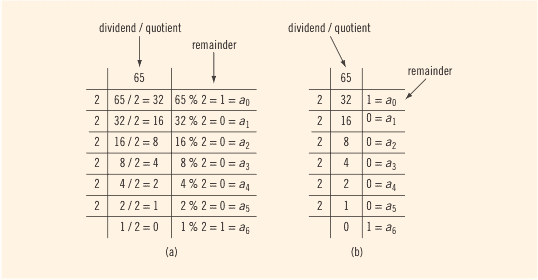 dividend / quotient
remainder
65
2 65 / 2 = 32 65 % 2 = 1 = a0
2 32 / 2 = 16 32 % 2 = 0 = a1
2 16 / 2 = 8 16 % 2 = 0 = a2
2 8 / 2 = 4 8 % 2 = 0 = a3
2 4 / 2 = 2 4 % 2 = 0 = a4
2 2 / 2 = 1 2 % 2 = 0 = a5
1 / 2 = 0 1 % 2 = 1 = a6
(a)
dividend / quotient
remainder
65
2 32 1 = a0
2 16 0 = a1
2 8 0 = a2
2 4 0 = a3
2 2 0 = a4
2 1 0 = a5
0 1 = a6
(b)